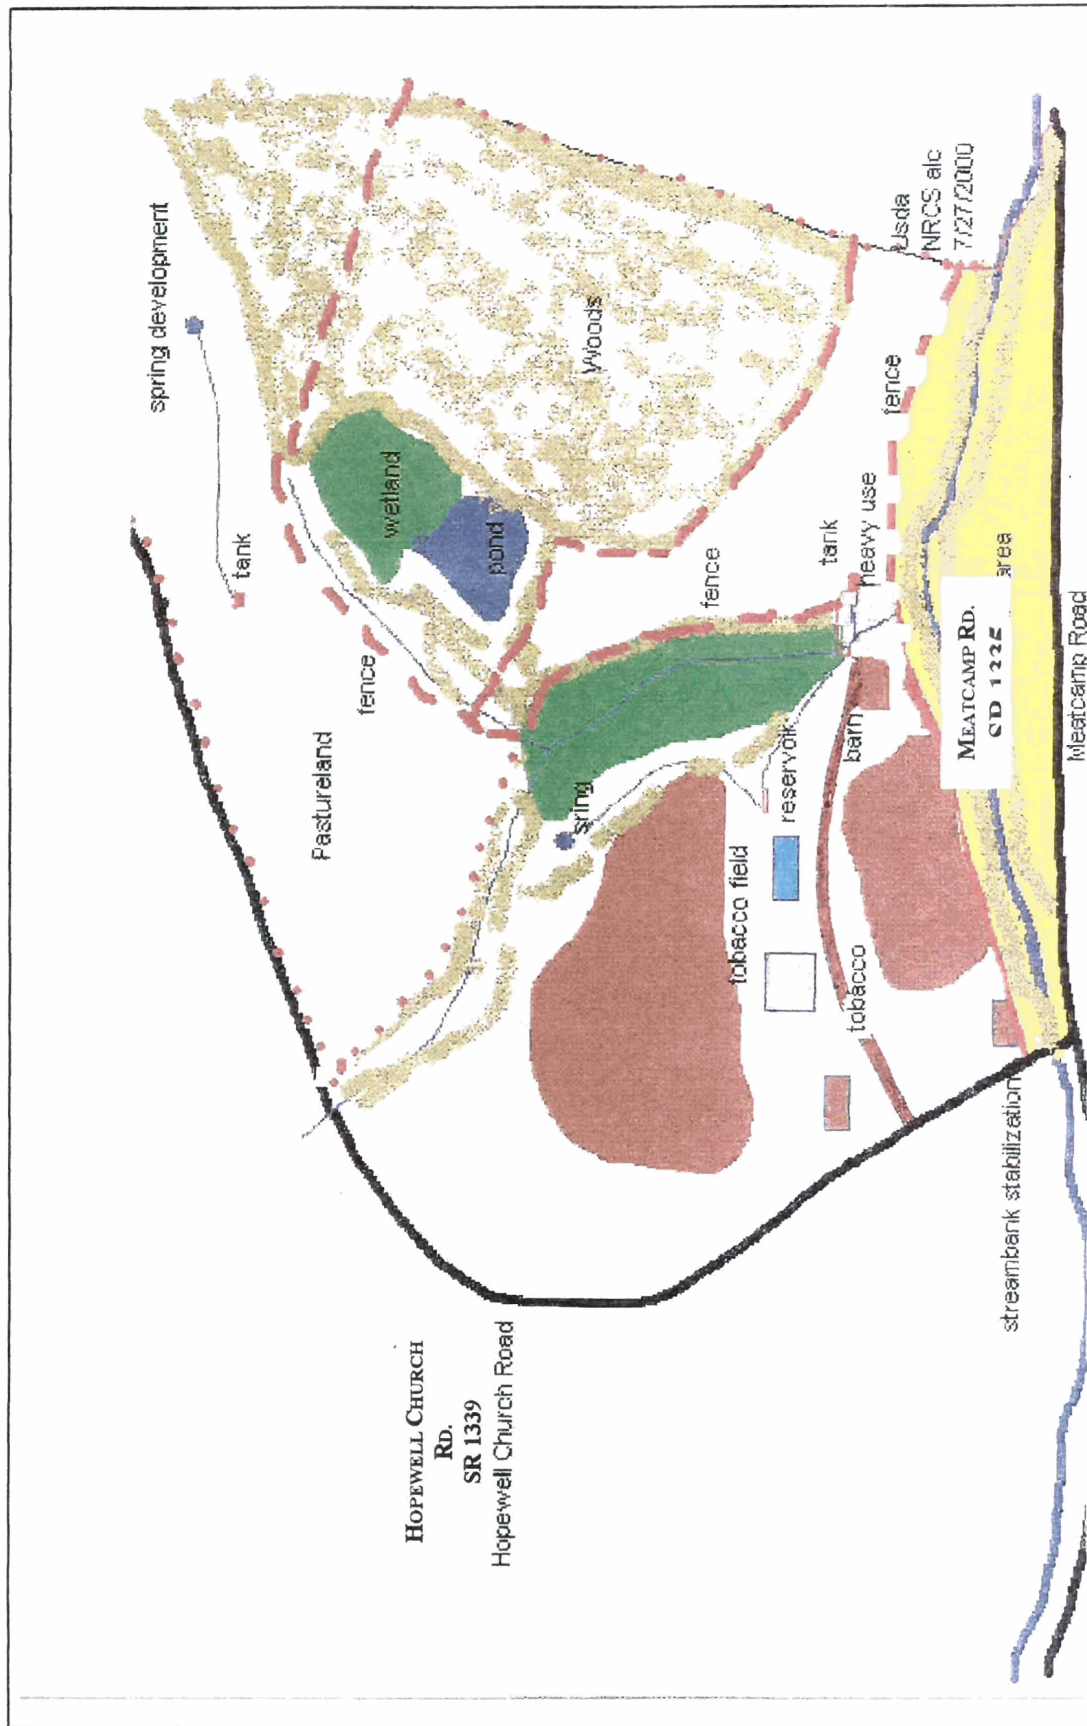 HOPEWELL CHURCH
RD.
SR 1339
Hopewell Church Road
spring development
tank
Pastureland
fence
wetland
pond
Woods
sring
fence
tobacco field
reservoir
tank
barn
heavy use
fence
tobacco
Usda
NRCS alc
7/27/2000
streambank stabilization
area
MEATCAMP RD.
Meatcamp Road